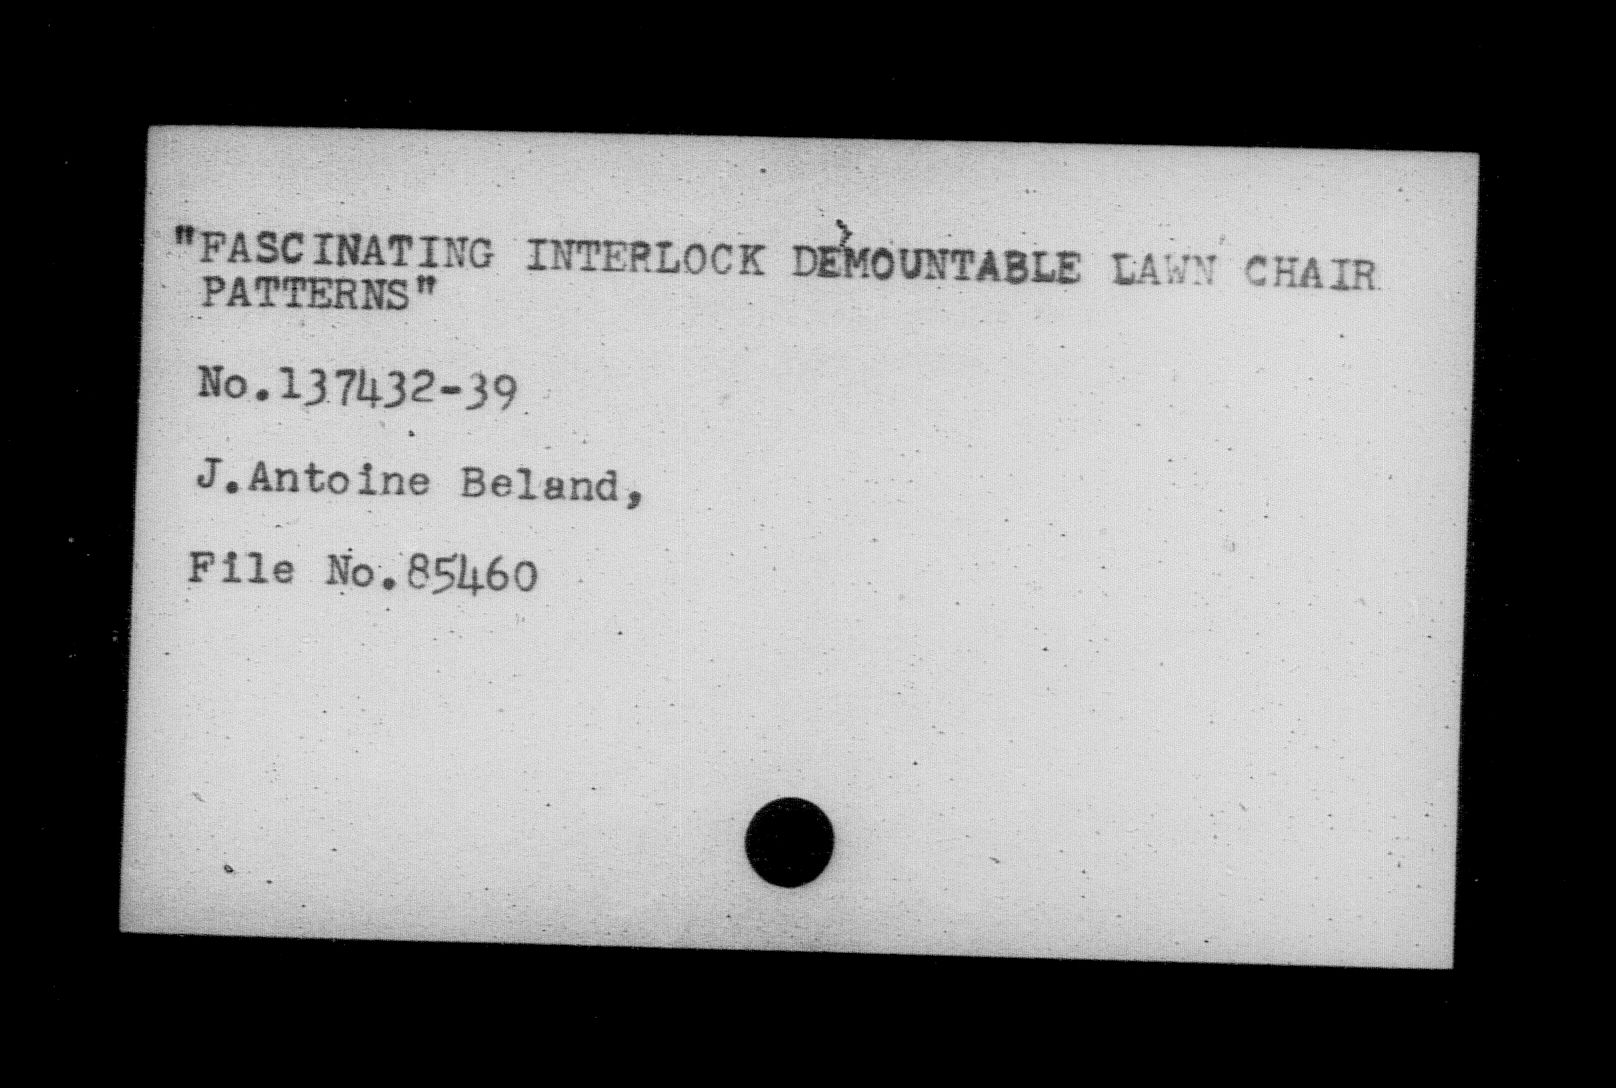 "FASCINATING INTERLOCK DEMOUNTABLE LAWN CHAIR
PATTERNS"
No.137432-39
J.Antoine Beland,
File No.85460